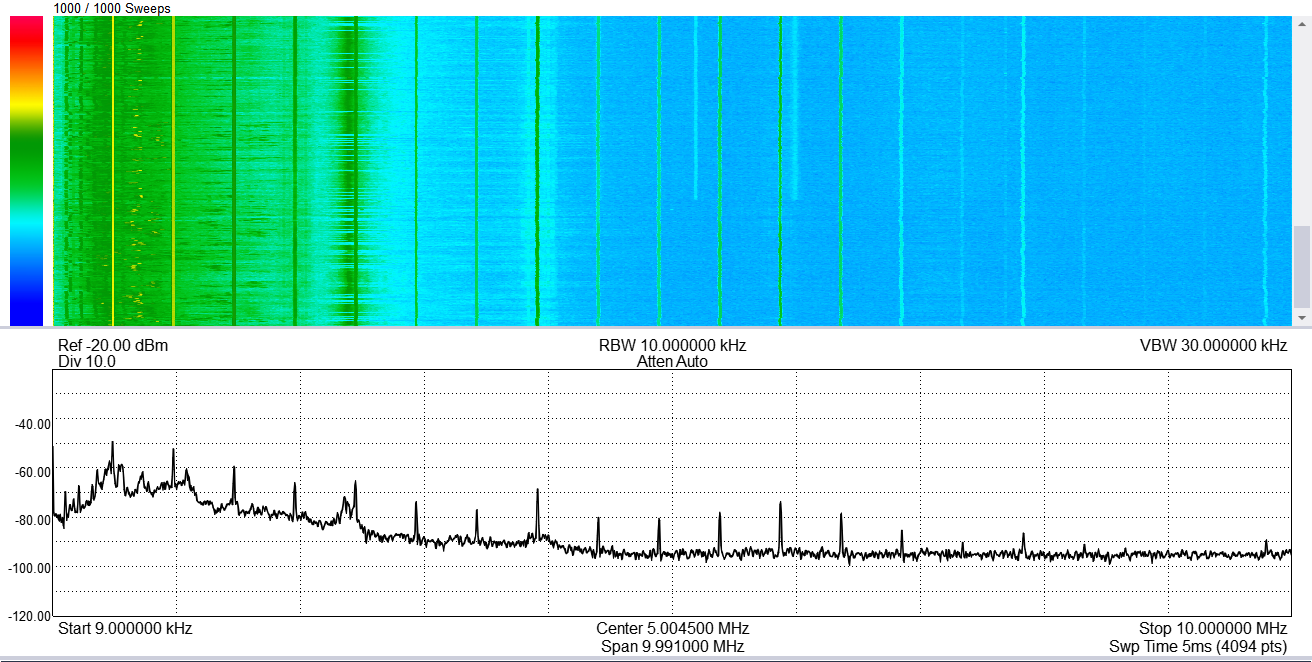 1000 / 1000 Sweeps
Ref -20.00 dBm RBW 10.000000 kHz VBW 30.000000 kHz
Div 10.0 Atten Auto
-40.00
-60.00
-80.00
-100.00
-120.00
Start 9.000000 kHz Center 5.004500 MHz Stop 10.000000 MHz
Span 9.991000 MHz Swp Time 5ms (4094 pts)